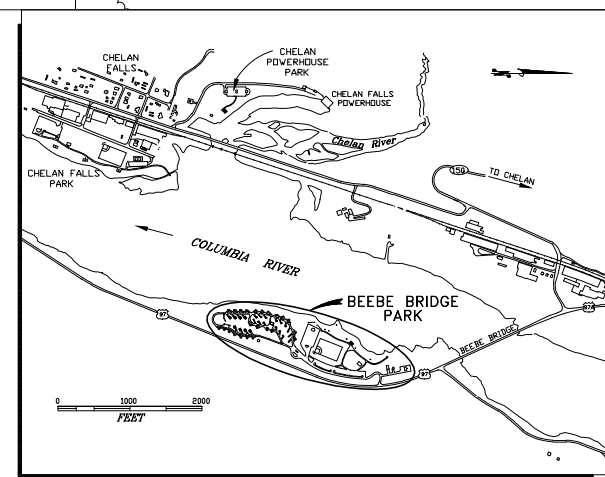 CHELAN
FALLS
CHELAN
POWERHOUSE
PARK
CHELAN FALLS
POWERHOUSE
Chelan River
150
TO CHELAN
CHELAN FALLS
PARK
COLUMBIA RIVER
BEEBE BRIDGE
PARK
97
97A
BEEBE BRIDGE
97
0 1000 2000
FEET